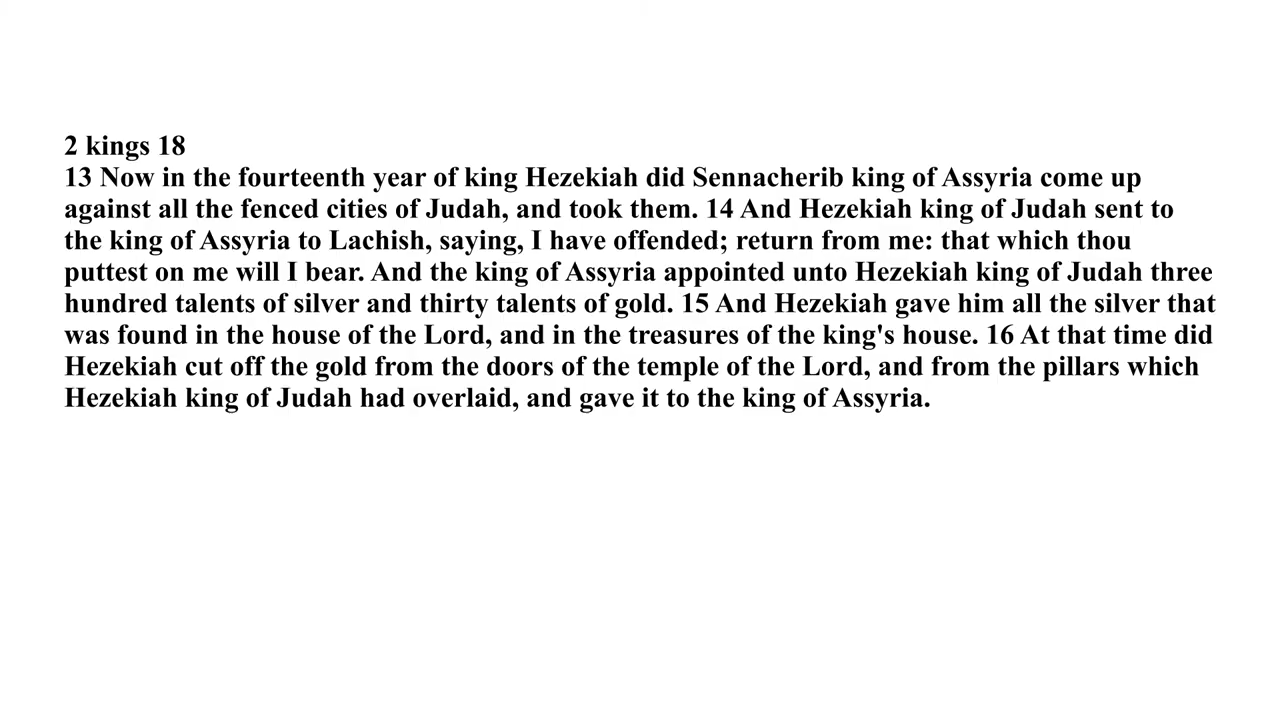 2 kings 18
13 Now in the fourteenth year of king Hezekiah did Sennacherib king of Assyria come up
against all the fenced cities of Judah, and took them. 14 And Hezekiah king of Judah sent to
the king of Assyria to Lachish, saying, I have offended; return from me: that which thou
puttest on me will I bear. And the king of Assyria appointed unto Hezekiah king of Judah three
hundred talents of silver and thirty talents of gold. 15 And Hezekiah gave him all the silver that
was found in the house of the Lord, and in the treasures of the king's house. 16 At that time did
Hezekiah cut off the gold from the doors of the temple of the Lord, and from the pillars which
Hezekiah king of Judah had overlaid, and gave it to the king of Assyria.